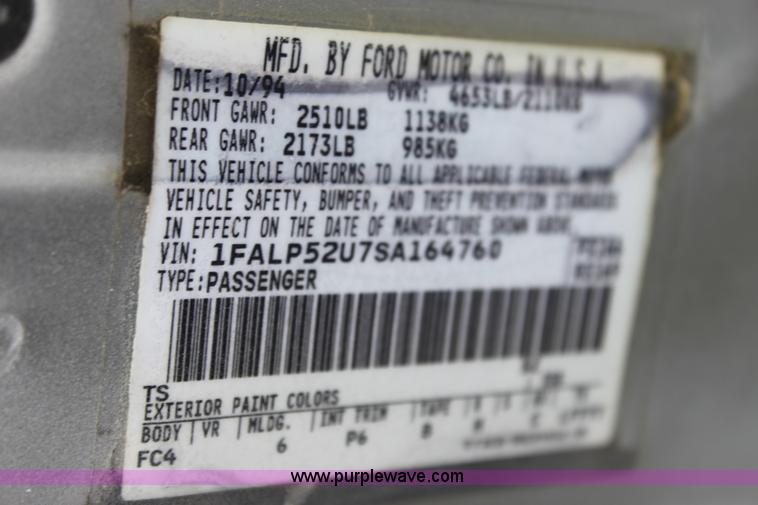 MFD. BY FORD MOTOR CO. IN U.S.A.
DATE:10/94 GVWR: 4653LB/2110KG
FRONT GAWR: 2510LB 1138KG
REAR GAWR: 2173LB 985KG
THIS VEHICLE CONFORMS TO ALL APPLICABLE FEDERAL MOTOR
VEHICLE SAFETY, BUMPER, AND THEFT PREVENTION STANDARDS
IN EFFECT ON THE DATE OF MANUFACTURE SHOWN ABOVE.
VIN: 1FALP52U7SA164760
TYPE:PASSENGER
TS
EXTERIOR PAINT COLORS
BODY VR MLDG. INT TRIM TAPE
FC4 6 P6 B
www.purplewave.com